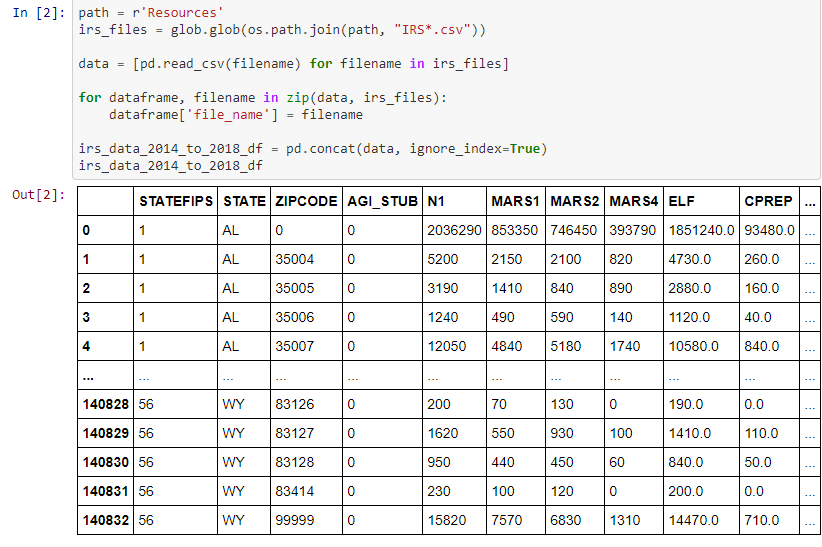 In [2]: path = r'Resources'
irs_files = glob.glob(os.path.join(path, "IRS*.csv"))
data = [pd.read_csv(filename) for filename in irs_files]
for dataframe, filename in zip(data, irs_files):
    dataframe['file_name'] = filename
irs_data_2014_to_2018_df = pd.concat(data, ignore_index=True)
irs_data_2014_to_2018_df
Out[2]:
STATEFIPS STATE ZIPCODE AGI_STUB N1 MARS1 MARS2 MARS4 ELF CPREP ...
0 1 AL 0 0 2036290 853350 746450 393790 1851240.0 93480.0 ...
1 1 AL 35004 0 5200 2150 2100 820 4730.0 260.0 ...
2 1 AL 35005 0 3190 1410 840 890 2880.0 160.0 ...
3 1 AL 35006 0 1240 490 590 140 1120.0 40.0 ...
4 1 AL 35007 0 12050 4840 5180 1740 10580.0 840.0 ...
... ... ... ... ... ... ... ... ... ... ... ...
140828 56 WY 83126 0 200 70 130 0 190.0 0.0 ...
140829 56 WY 83127 0 1620 550 930 100 1410.0 110.0 ...
140830 56 WY 83128 0 950 440 450 60 840.0 50.0 ...
140831 56 WY 83414 0 230 100 120 0 200.0 0.0 ...
140832 56 WY 99999 0 15820 7570 6830 1310 14470.0 710.0 ...